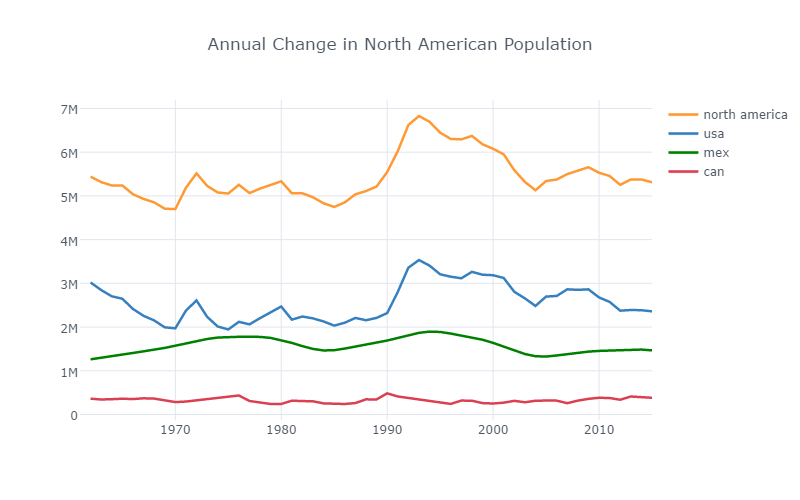 Annual Change in North American Population
7M
6M
5M
4M
3M
2M
1M
0
1970
1980
1990
2000
2010
north america
usa
mex
can